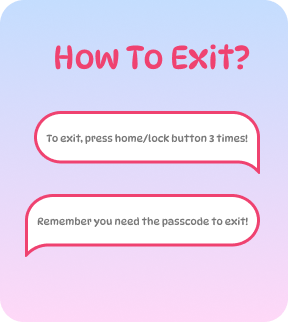 How To Exit?
To exit, press home/lock button 3 times!
Remember you need the passcode to exit!